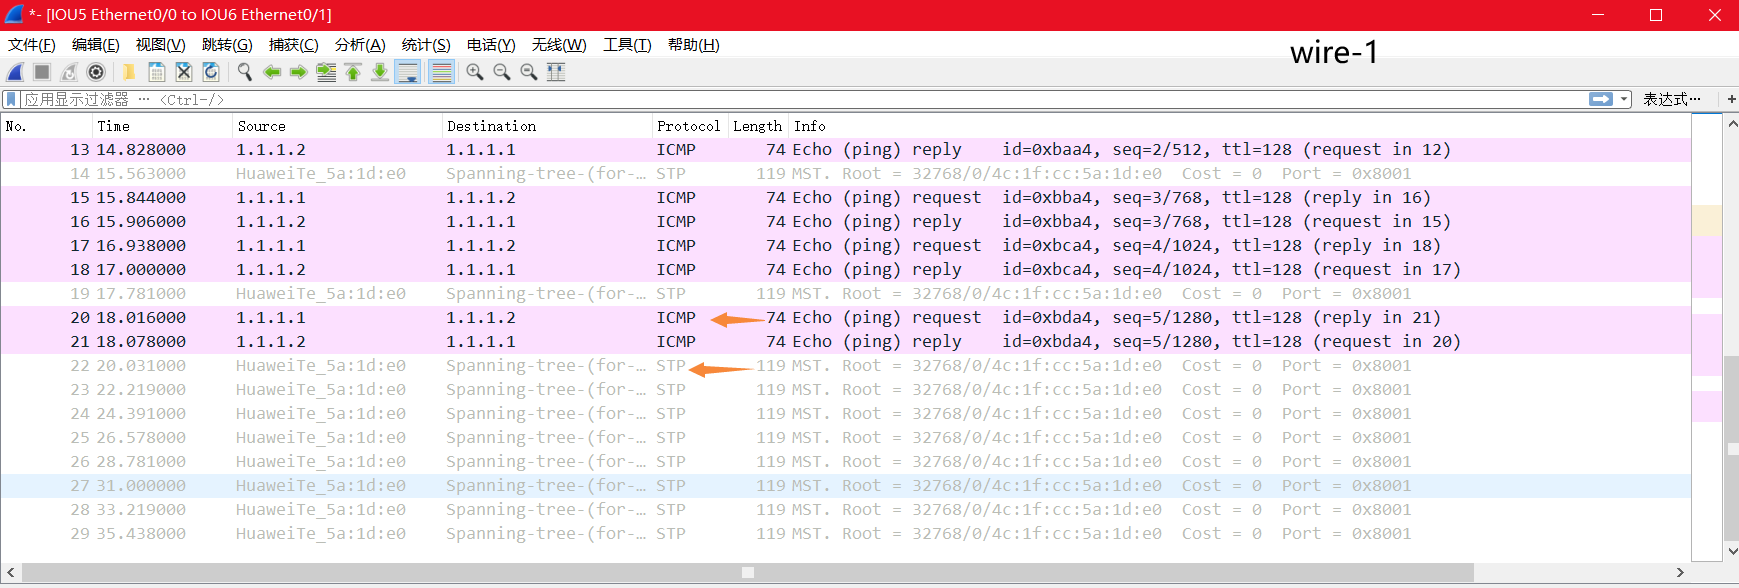 *- [IOU5 Ethernet0/0 to IOU6 Ethernet0/1]
文件(F) 编辑(E) 视图(V) 跳转(G) 捕获(C) 分析(A) 统计(S) 电话(Y) 无线(W) 工具(T) 帮助(H)
wire-1
应用显示过滤器 … <Ctrl-/> 表达式… +
No. Time Source Destination Protocol Length Info
13 14.828000 1.1.1.2 1.1.1.1 ICMP 74 Echo (ping) reply id=0xbaa4, seq=2/512, ttl=128 (request in 12)
14 15.563000 HuaweiTe_5a:1d:e0 Spanning-tree-(for-… STP 119 MST. Root = 32768/0/4c:1f:cc:5a:1d:e0 Cost = 0 Port = 0x8001
15 15.844000 1.1.1.1 1.1.1.2 ICMP 74 Echo (ping) request id=0xbba4, seq=3/768, ttl=128 (reply in 16)
16 15.906000 1.1.1.2 1.1.1.1 ICMP 74 Echo (ping) reply id=0xbba4, seq=3/768, ttl=128 (request in 15)
17 16.938000 1.1.1.1 1.1.1.2 ICMP 74 Echo (ping) request id=0xbca4, seq=4/1024, ttl=128 (reply in 18)
18 17.000000 1.1.1.2 1.1.1.1 ICMP 74 Echo (ping) reply id=0xbca4, seq=4/1024, ttl=128 (request in 17)
19 17.781000 HuaweiTe_5a:1d:e0 Spanning-tree-(for-… STP 119 MST. Root = 32768/0/4c:1f:cc:5a:1d:e0 Cost = 0 Port = 0x8001
20 18.016000 1.1.1.1 1.1.1.2 ICMP 74 Echo (ping) request id=0xbda4, seq=5/1280, ttl=128 (reply in 21)
21 18.078000 1.1.1.2 1.1.1.1 ICMP 74 Echo (ping) reply id=0xbda4, seq=5/1280, ttl=128 (request in 20)
22 20.031000 HuaweiTe_5a:1d:e0 Spanning-tree-(for-… STP 119 MST. Root = 32768/0/4c:1f:cc:5a:1d:e0 Cost = 0 Port = 0x8001
23 22.219000 HuaweiTe_5a:1d:e0 Spanning-tree-(for-… STP 119 MST. Root = 32768/0/4c:1f:cc:5a:1d:e0 Cost = 0 Port = 0x8001
24 24.391000 HuaweiTe_5a:1d:e0 Spanning-tree-(for-… STP 119 MST. Root = 32768/0/4c:1f:cc:5a:1d:e0 Cost = 0 Port = 0x8001
25 26.578000 HuaweiTe_5a:1d:e0 Spanning-tree-(for-… STP 119 MST. Root = 32768/0/4c:1f:cc:5a:1d:e0 Cost = 0 Port = 0x8001
26 28.781000 HuaweiTe_5a:1d:e0 Spanning-tree-(for-… STP 119 MST. Root = 32768/0/4c:1f:cc:5a:1d:e0 Cost = 0 Port = 0x8001
27 31.000000 HuaweiTe_5a:1d:e0 Spanning-tree-(for-… STP 119 MST. Root = 32768/0/4c:1f:cc:5a:1d:e0 Cost = 0 Port = 0x8001
28 33.219000 HuaweiTe_5a:1d:e0 Spanning-tree-(for-… STP 119 MST. Root = 32768/0/4c:1f:cc:5a:1d:e0 Cost = 0 Port = 0x8001
29 35.438000 HuaweiTe_5a:1d:e0 Spanning-tree-(for-… STP 119 MST. Root = 32768/0/4c:1f:cc:5a:1d:e0 Cost = 0 Port = 0x8001